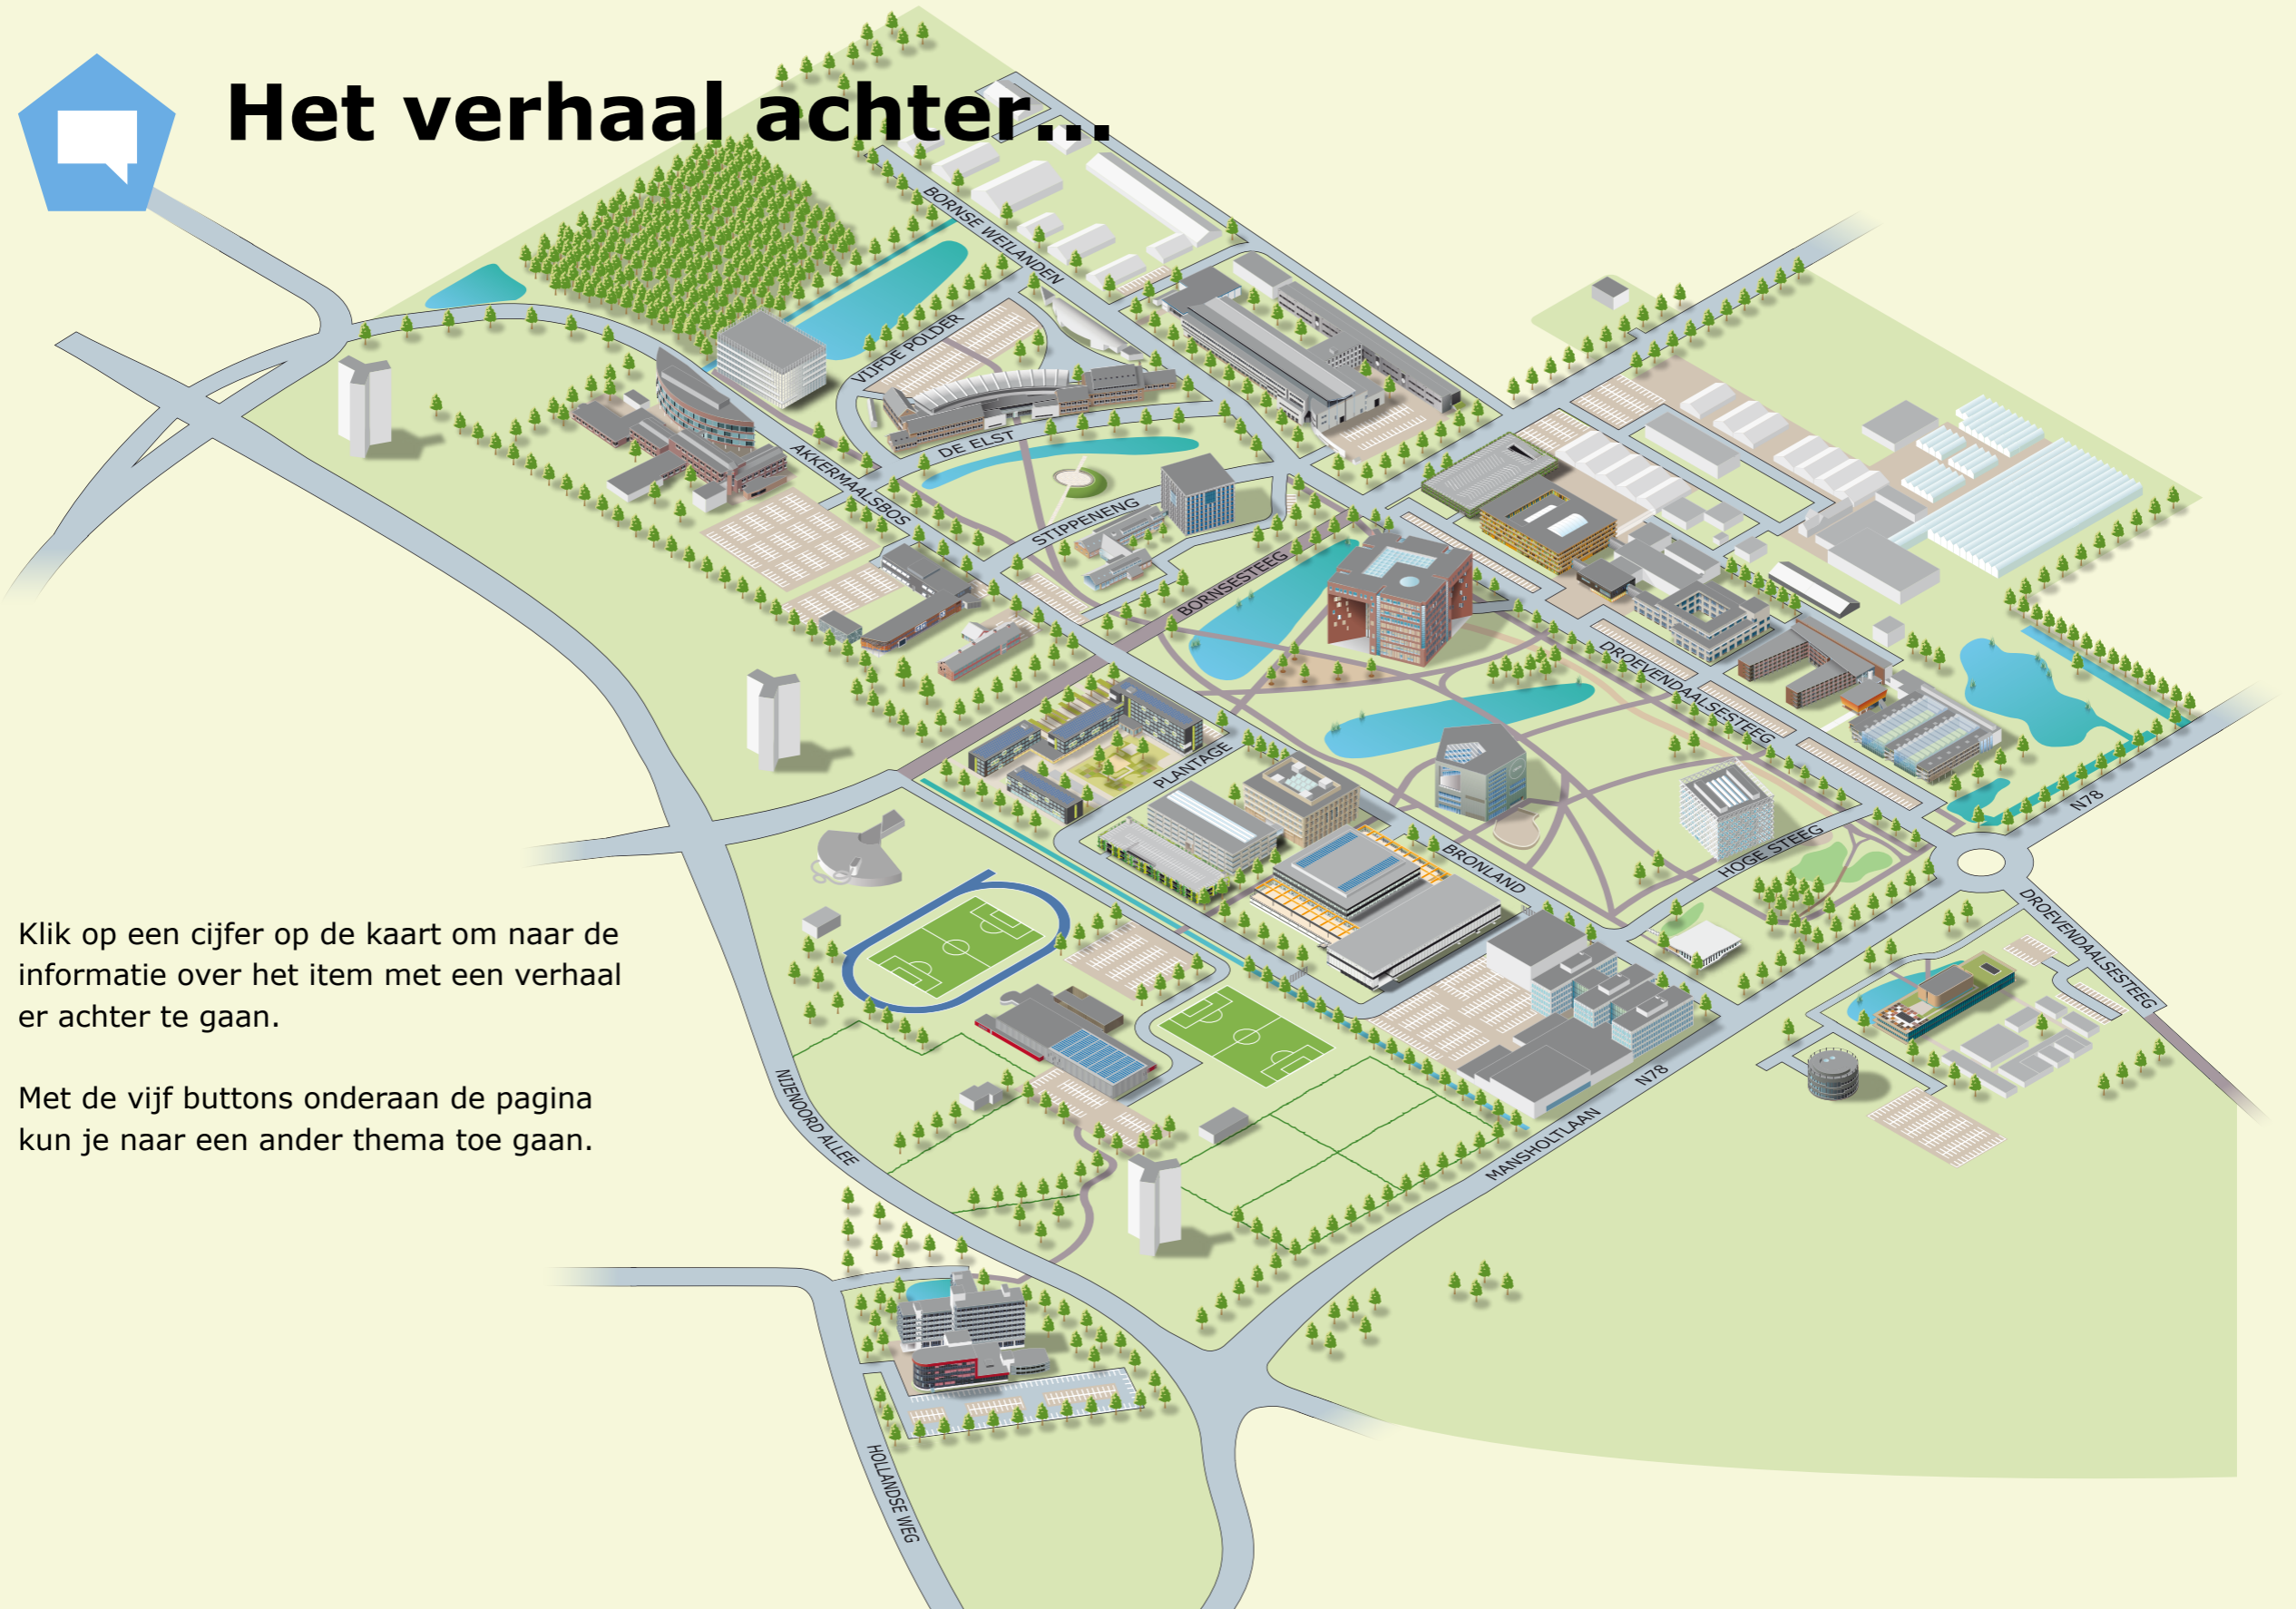 Het verhaal achter...
BORNSE WEILANDEN
VIJFDE POLDER
DE ELST
AKKERMAALSBOS
STIPPENENG
BORNSESTEEG
DROEVENDAALSESTEEG
PLANTAGE
N78
BRONLAND
HOGE STEEG
DROEVENDAALSESTEEG
Klik op een cijfer op de kaart om naar de
informatie over het item met een verhaal
er achter te gaan.
Met de vijf buttons onderaan de pagina
kun je naar een ander thema toe gaan.
NIJENOORD ALLEE
N78
MANSHOLTLAAN
HOLLANDSE WEG